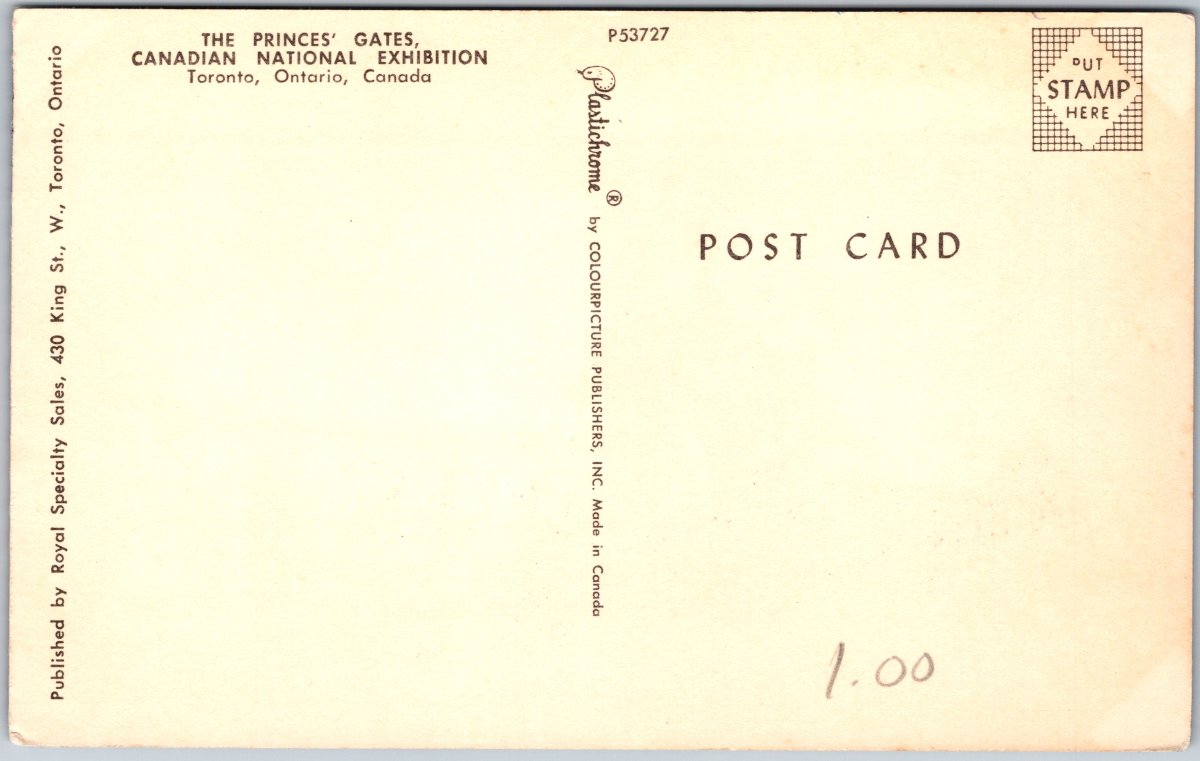 THE PRINCES' GATES,
CANADIAN NATIONAL EXHIBITION
Toronto, Ontario, Canada
Published by Royal Specialty Sales, 430 King St., W., Toronto, Ontario
P53727
Plastichrome ® by COLOURPICTURE PUBLISHERS, INC. Made in Canada
PUT
STAMP
HERE
POST CARD
1.00